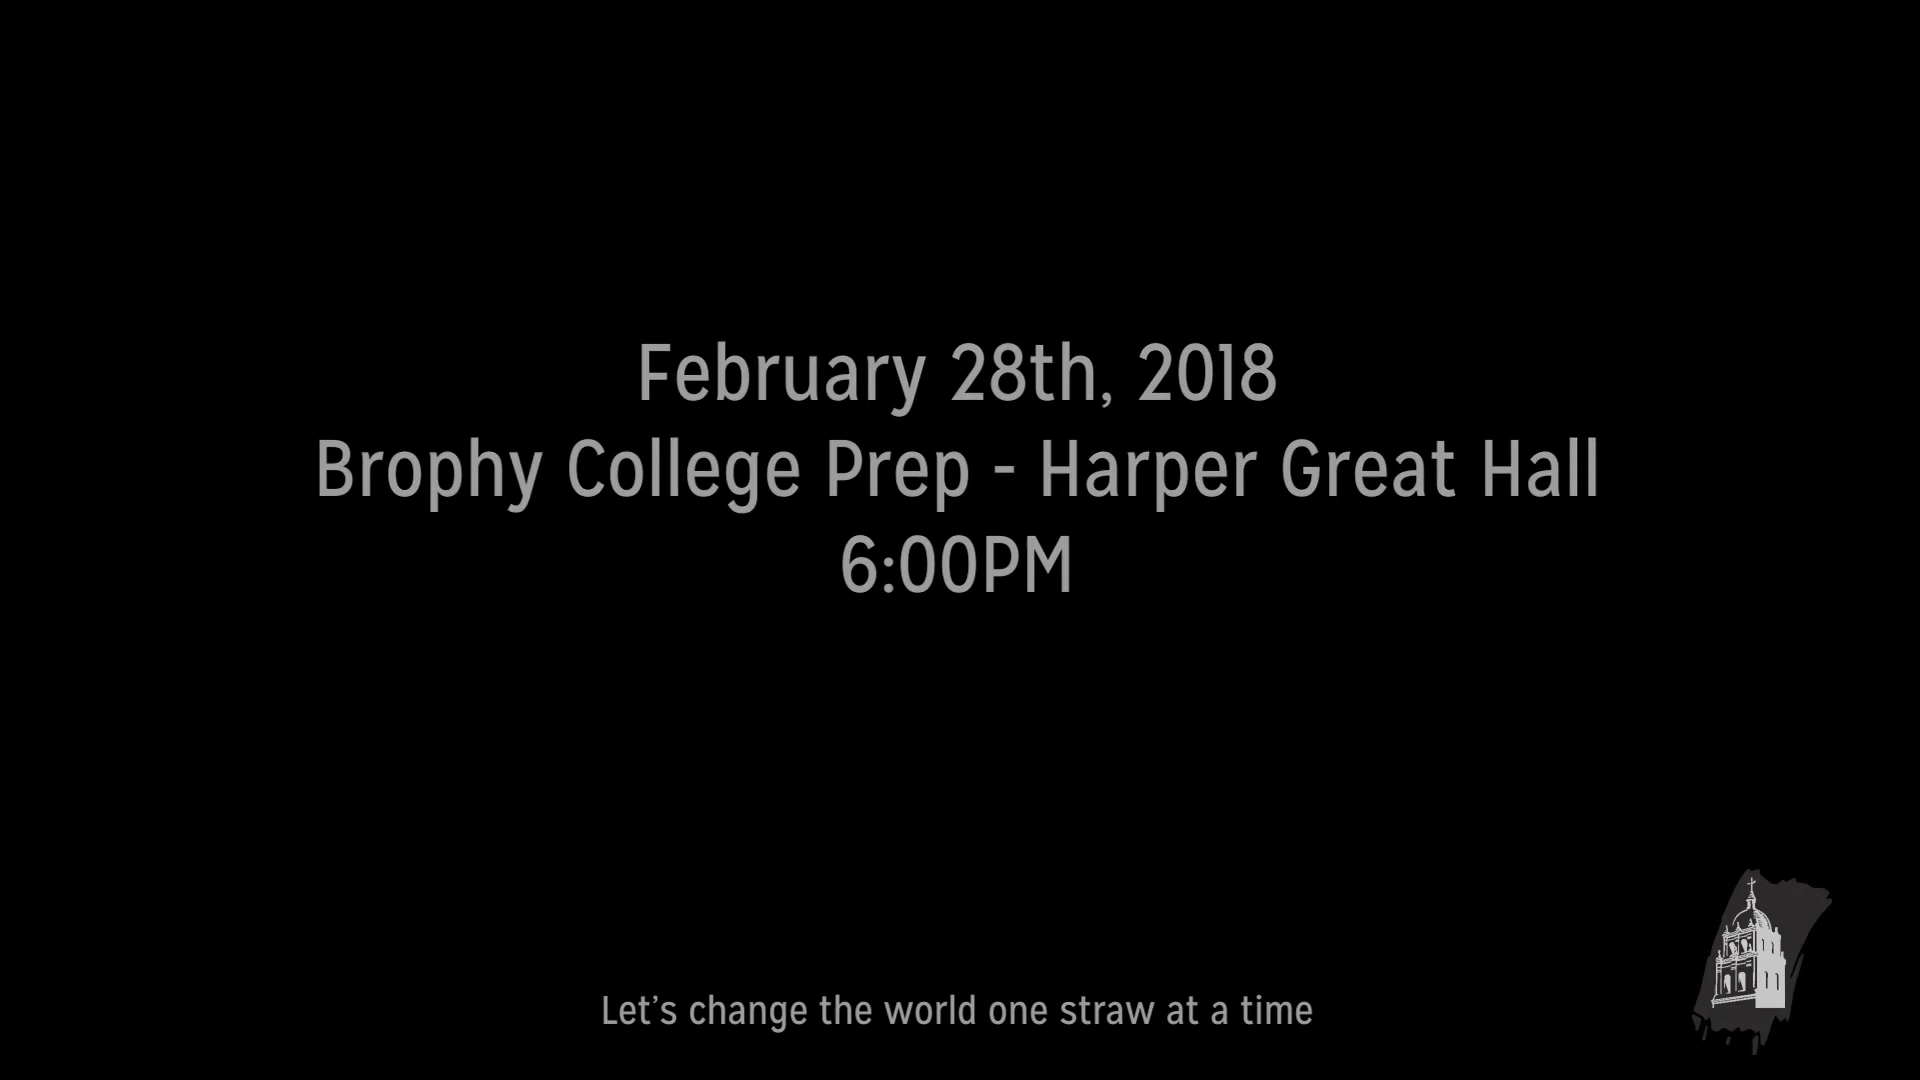 February 28th, 2018
Brophy College Prep - Harper Great Hall
6:00PM
Let’s change the world one straw at a time